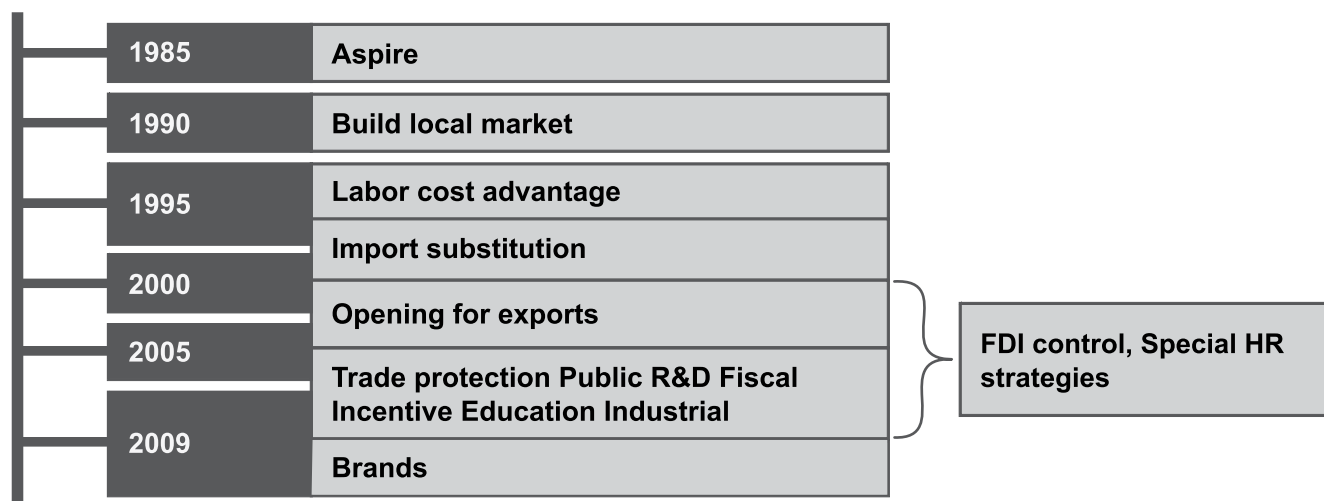 1985
Aspire
1990
Build local market
1995
Labor cost advantage
Import substitution
2000
Opening for exports
2005
Trade protection Public R&D Fiscal
Incentive Education Industrial
2009
Brands
FDI control, Special HR
strategies